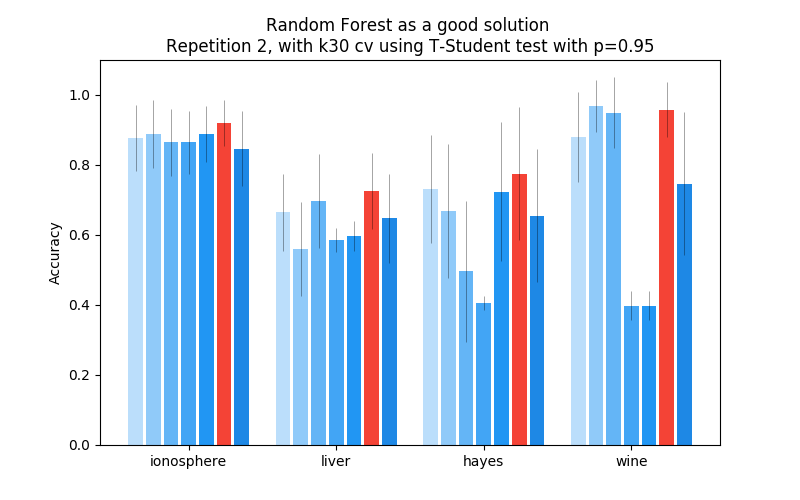 Random Forest as a good solution
Repetition 2, with k30 cv using T-Student test with p=0.95
Accuracy
1.0
0.8
0.6
0.4
0.2
0.0
ionosphere
liver
hayes
wine